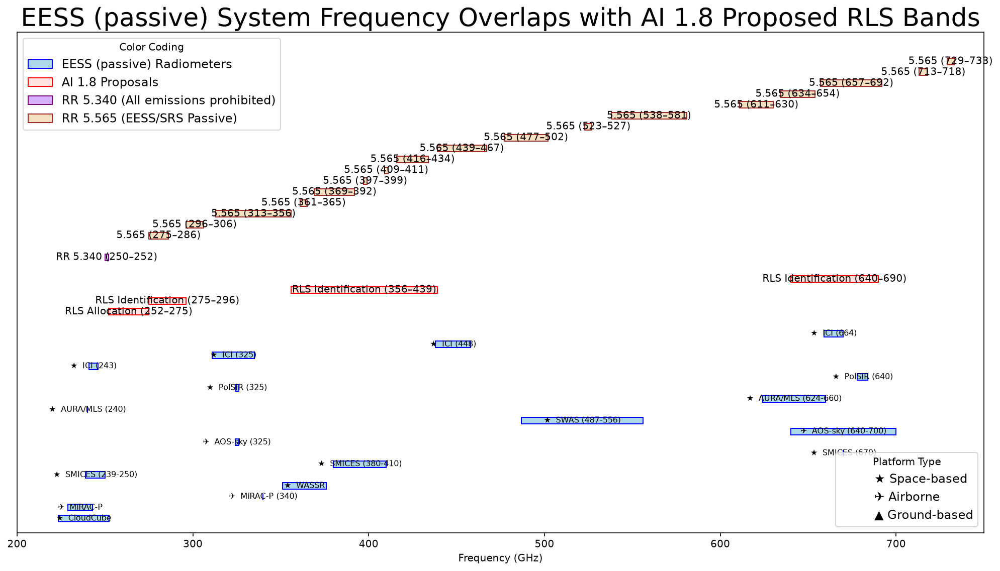 EESS (passive) System Frequency Overlaps with AI 1.8 Proposed RLS Bands
Color Coding
EESS (passive) Radiometers
AI 1.8 Proposals
RR 5.340 (All emissions prohibited)
RR 5.565 (EESS/SRS Passive)
5.565 (729–733)
5.565 (713–718)
5.565 (657–692)
5.565 (634–654)
5.565 (611–630)
5.565 (538–581)
5.565 (523–527)
5.565 (477–502)
5.565 (439–467)
5.565 (416–434)
5.565 (409–411)
5.565 (397–399)
5.565 (369–392)
5.565 (361–365)
5.565 (313–356)
5.565 (296–306)
5.565 (275–286)
RR 5.340 (250–252)
RLS Identification (640–690)
RLS Identification (356–439)
RLS Identification (275–296)
RLS Allocation (252–275)
★ ICI (664)
★ ICI (448)
★ ICI (325)
★ ICI (243)
★ PolSIR (640)
★ PolSIR (325)
★ AURA/MLS (624-660)
★ AURA/MLS (240)
★ SWAS (487-556)
✈ AOS-sky (640-700)
✈ AOS-sky (325)
★ SMICES (670)
★ SMICES (380-410)
★ SMICES (239-250)
★ WASSR
✈ MiRAC-P (340)
✈ MiRAC-P
★ CloudCube
Platform Type
★ Space-based
✈ Airborne
▲ Ground-based
200 300 400 500 600 700
Frequency (GHz)